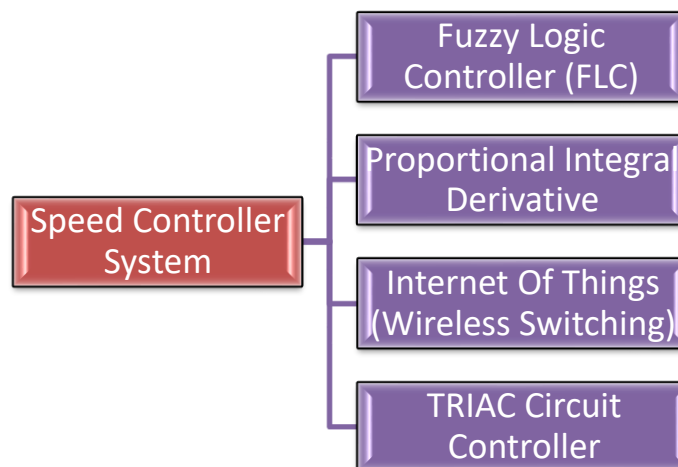 Fuzzy Logic
Controller (FLC)
Proportional Integral
Derivative
Speed Controller
System
Internet Of Things
(Wireless Switching)
TRIAC Circuit
Controller